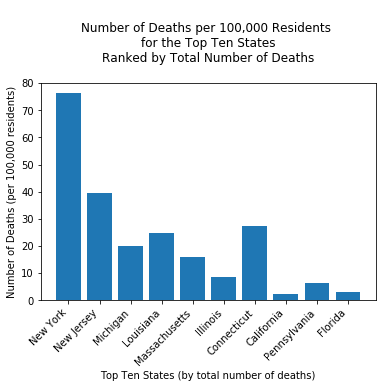 Number of Deaths per 100,000 Residents
for the Top Ten States
Ranked by Total Number of Deaths
80
70
60
50
40
30
20
10
0
Number of Deaths (per 100,000 residents)
New York
New Jersey
Michigan
Louisiana
Massachusetts
Illinois
Connecticut
California
Pennsylvania
Florida
Top Ten States (by total number of deaths)